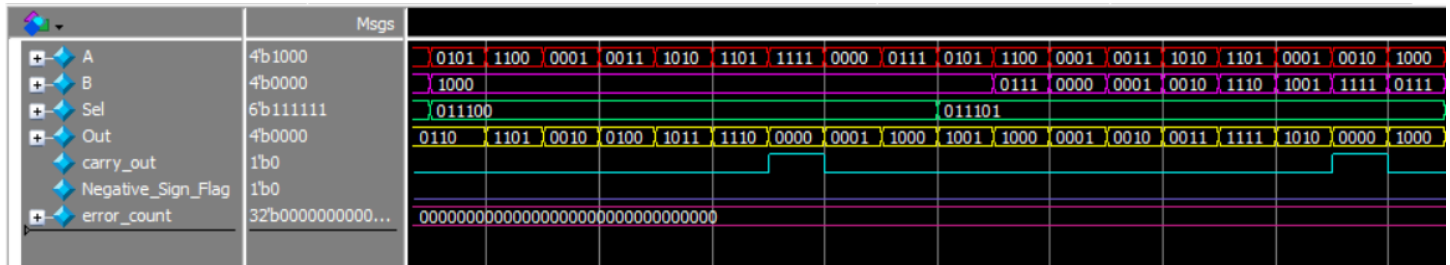 Msgs
A 4'b1000 0101 1100 0001 0011 1010 1101 1111 0000 0111 0101 1100 0001 0011 1010 1101 0001 0010 1000
B 4'b0000 1000 0111 0000 0001 0010 1110 1001 1111 0111
Sel 6'b111111 011100 011101
Out 4'b0000 0110 1101 0010 0100 1011 1110 0000 0001 1000 1001 1000 0001 0010 0011 1111 1010 0000 1000
carry_out 1'b0
Negative_Sign_Flag 1'b0
error_count 32'b0000000000... 00000000000000000000000000000000